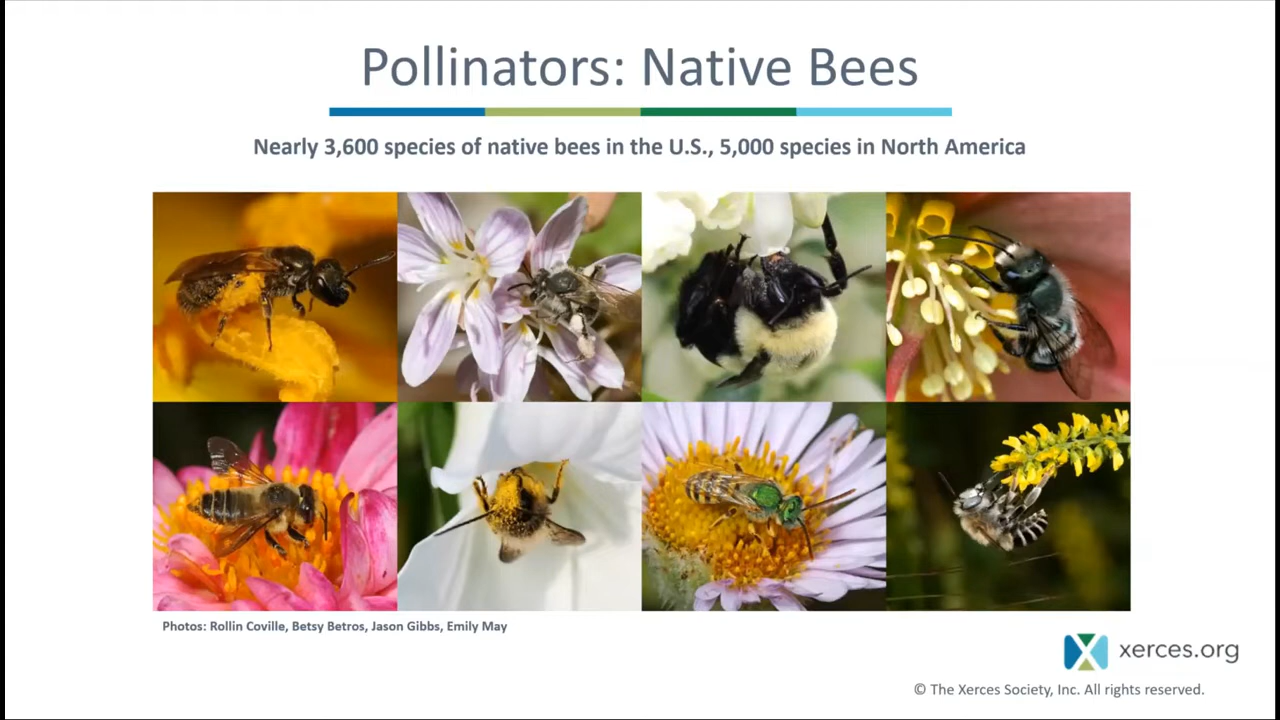 Pollinators: Native Bees
Nearly 3,600 species of native bees in the U.S., 5,000 species in North America
Photos: Rollin Coville, Betsy Betros, Jason Gibbs, Emily May
xerces.org
© The Xerces Society, Inc. All rights reserved.